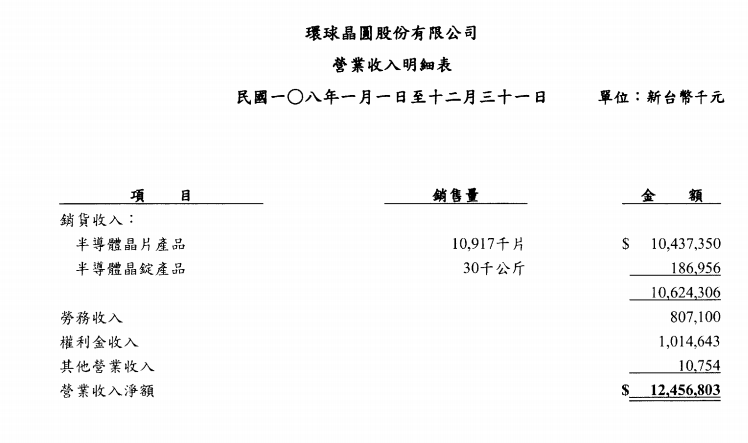 環球晶圓股份有限公司
營業收入明細表
民國一〇八年一月一日至十二月三十一日 單位：新台幣千元
項 目 銷售量 金 額
銷貨收入：
半導體晶片產品 10,917千片 $ 10,437,350
半導體晶錠產品 30千公斤 186,956
10,624,306
勞務收入 807,100
權利金收入 1,014,643
其他營業收入 10,754
營業收入淨額 $ 12,456,803